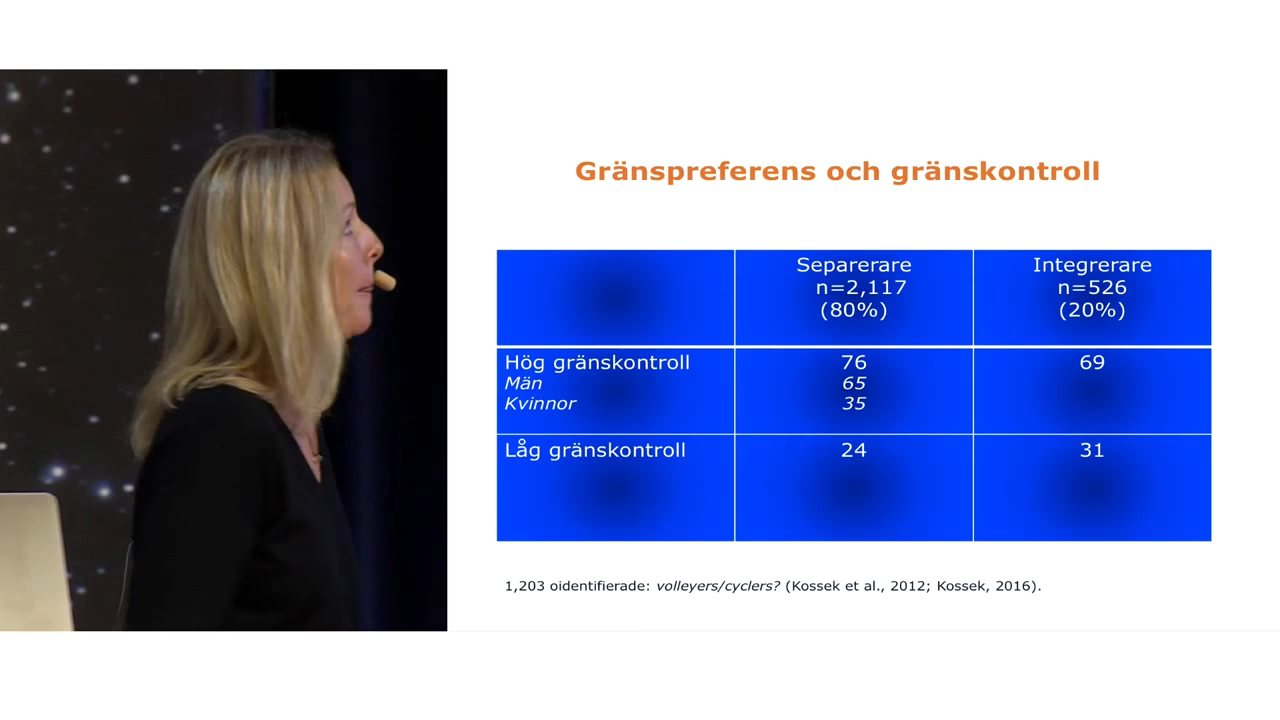 Gränspreferens och gränskontroll
Separerare
n=2,117
(80%)
Integrerare
n=526
(20%)
Hög gränskontroll
76
69
Män
65
Kvinnor
35
Låg gränskontroll
24
31
1,203 oidentifierade: volleyers/cyclers? (Kossek et al., 2012; Kossek, 2016).